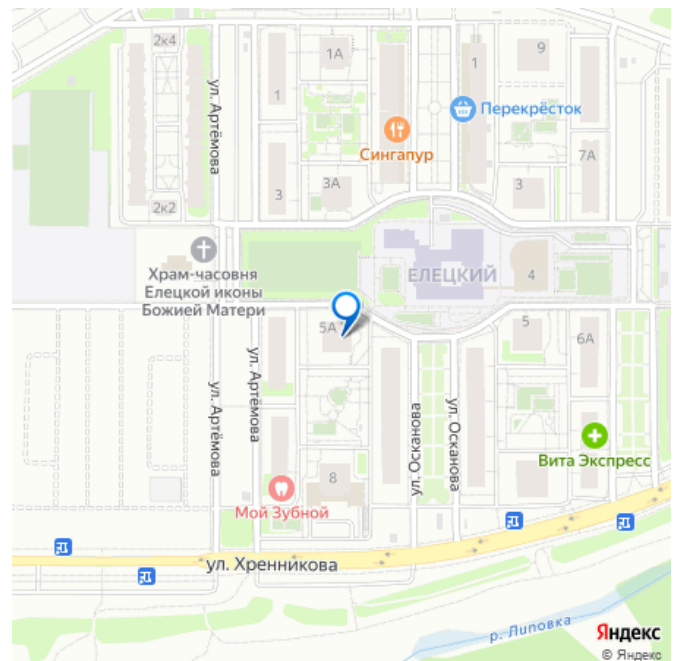 2к4
1А
9
1
1
Перекрёсток
ул. Артёмова
Сингапур
7А
3А
3
3
2к2
Храм-часовня
Елецкой иконы
Божией Матери
ЕЛЕЦКИЙ
4
5А
5
6А
ул. Артёмова
ул. Артёмова
ул. Осканова
ул. Осканова
Вита Экспресс
8
Мой Зубной
ул. Хренникова
р. Липовка
Яндекс
© Яндекс